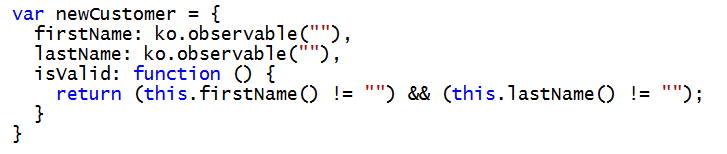 var newCustomer = {
  firstName: ko.observable(""),
  lastName: ko.observable(""),
  isValid: function () {
    return (this.firstName() != "") && (this.lastName() != "");
  }
}